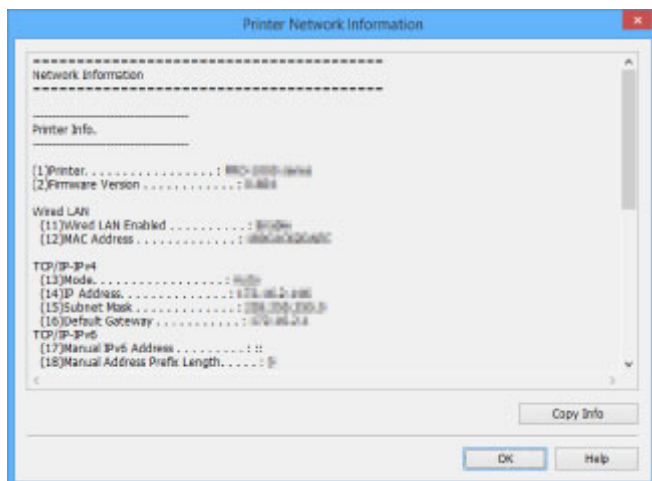 Printer Network Information
=========================================
Network Information
=========================================
-----------------------------
Printer Info.
-----------------------------
(1)Printer. . . . . . . . . . . . . . . . . :
(2)Firmware Version . . . . . . . . . . . . :
Wired LAN
(11)Wired LAN Enabled . . . . . . . . . . :
(12)MAC Address . . . . . . . . . . . . . :
TCP/IP-IPv4
(13)Mode. . . . . . . . . . . . . . . . . :
(14)IP Address. . . . . . . . . . . . . . :
(15)Subnet Mask . . . . . . . . . . . . . :
(16)Default Gateway . . . . . . . . . . . :
TCP/IP-IPv6
(17)Manual IPv6 Address . . . . . . . . . : ::
(18)Manual Address Prefix Length. . . . . :
Copy Info
OK
Help